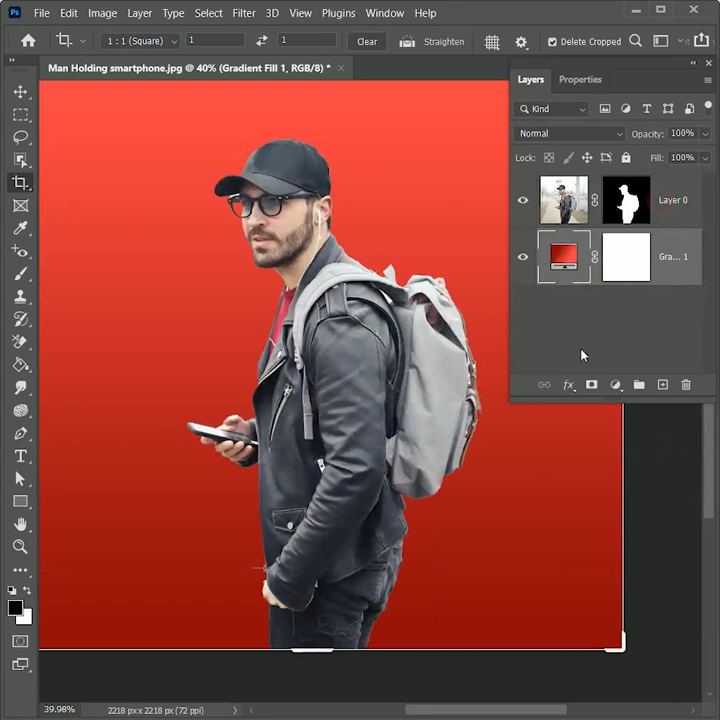 Ps File Edit Image Layer Type Select Filter 3D View Plugins Window Help
1 : 1 (Square) 1 1 Clear Straighten Delete Cropped
Man Holding smartphone.jpg @ 40% (Gradient Fill 1, RGB/8) *
Layers Properties
Kind
Normal Opacity: 100%
Lock: Fill: 100%
Layer 0
Gra... 1
fx
39.98% 2218 px x 2218 px (72 ppi)